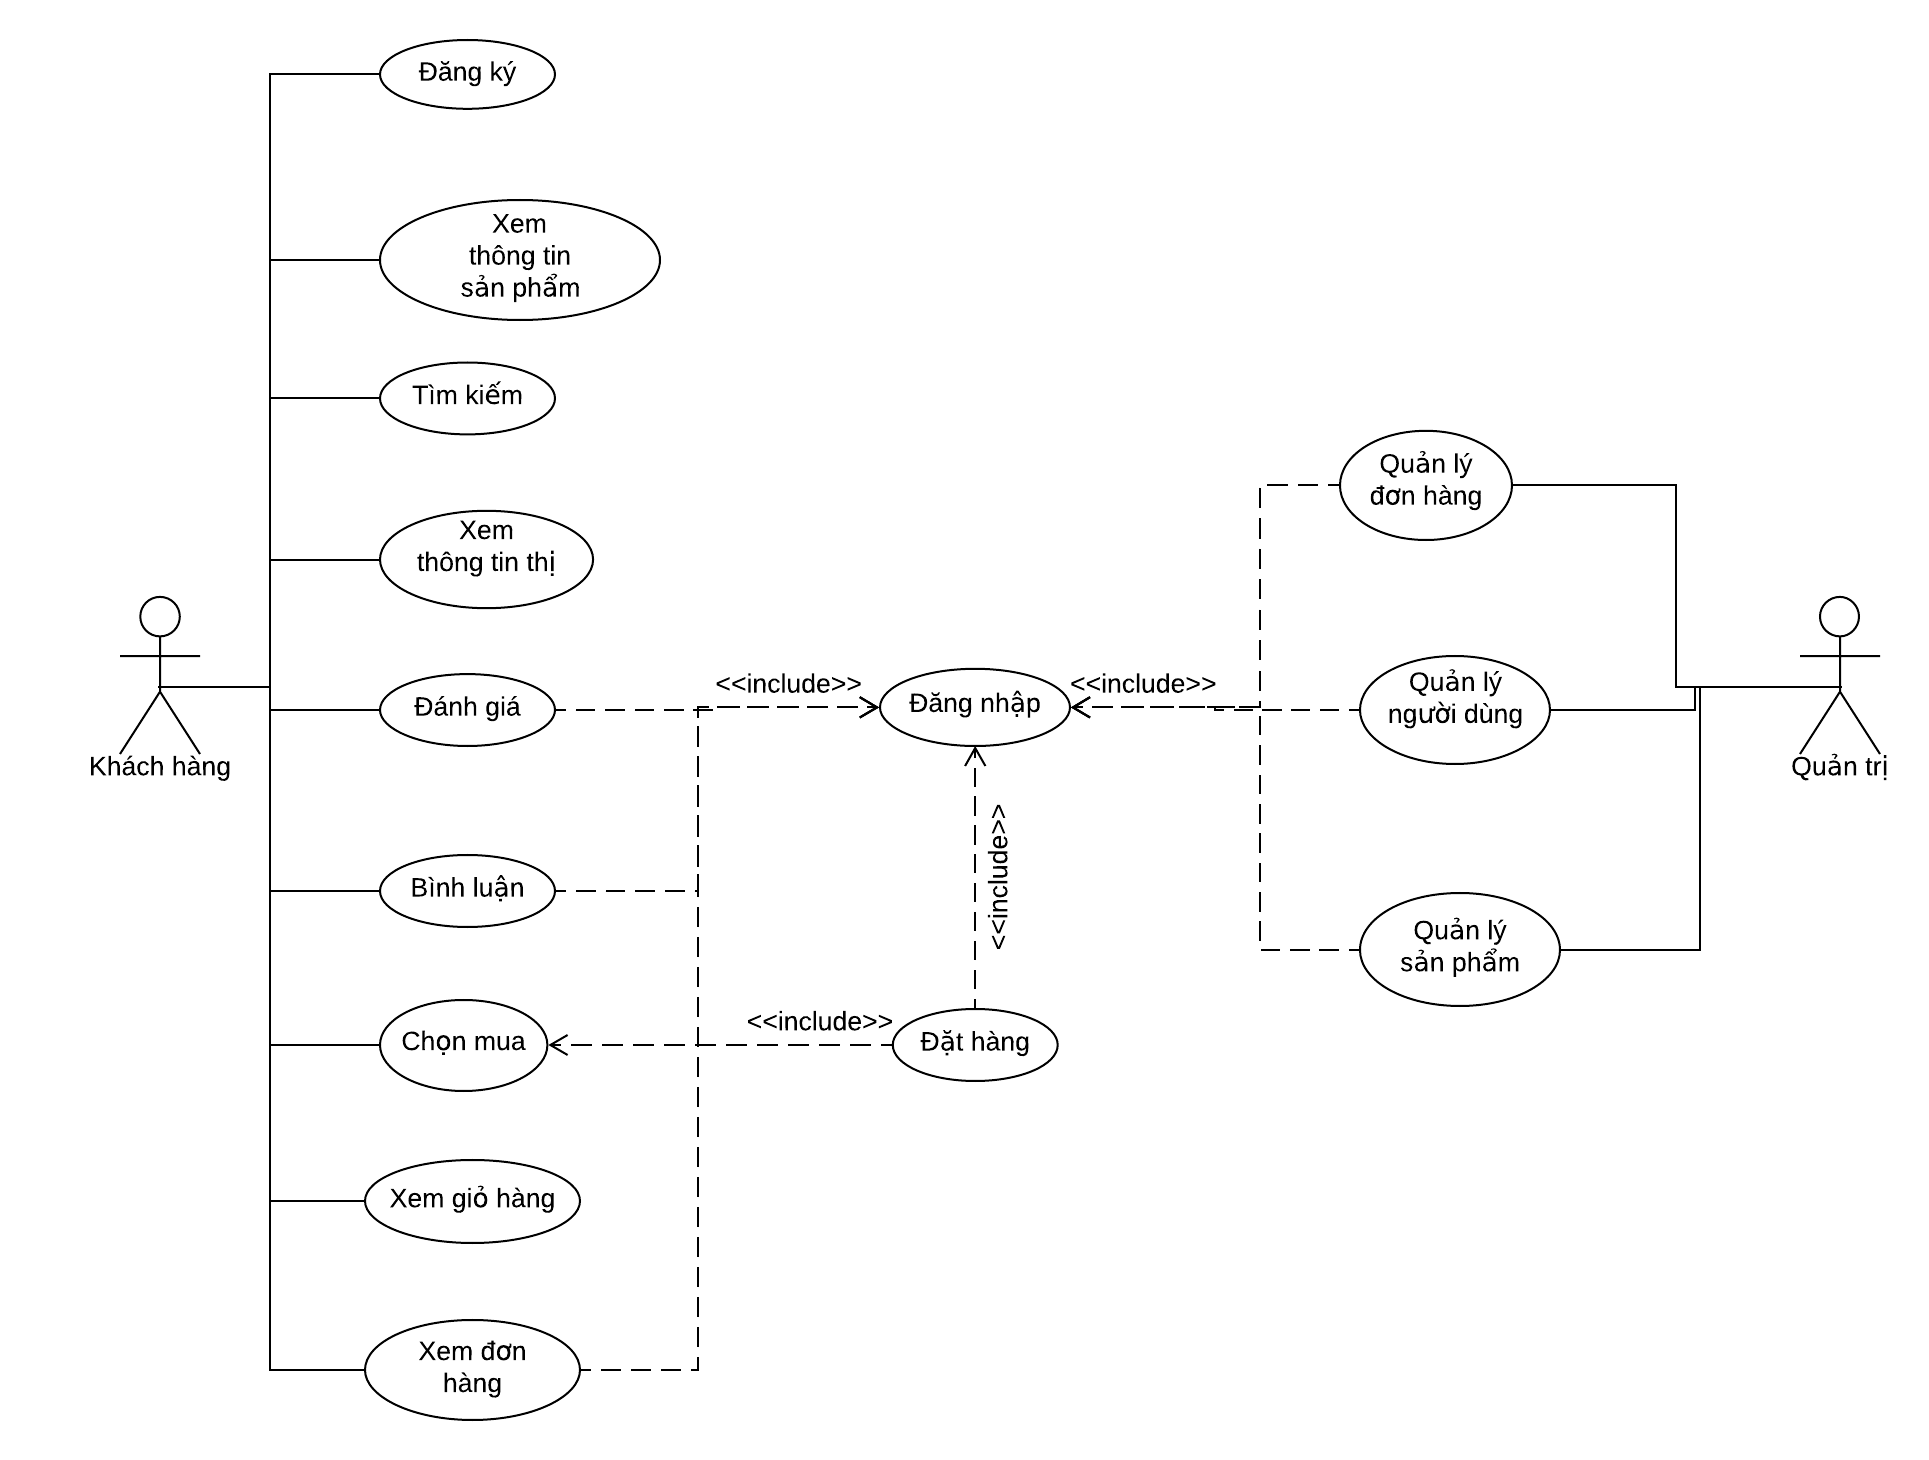 Đăng ký
Xem
thông tin
sản phẩm
Tìm kiếm
Xem
thông tin thị
Đánh giá
Bình luận
Chọn mua
Xem giỏ hàng
Xem đơn
hàng
Khách hàng
<<include>>
Đăng nhập
<<include>>
<<include>>
<<include>>
Đặt hàng
Quản lý
đơn hàng
Quản lý
người dùng
Quản lý
sản phẩm
Quản trị